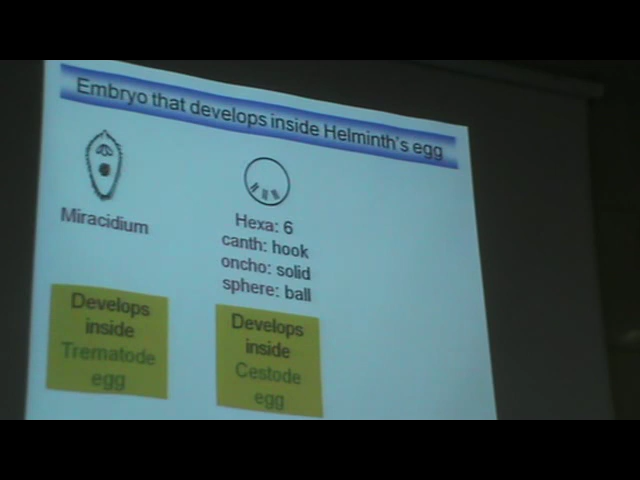 Embryo that develops inside Helminth's egg
Miracidium
Hexa: 6
canth: hook
oncho: solid
sphere: ball
Develops
inside
Trematode
egg
Develops
inside
Cestode
egg